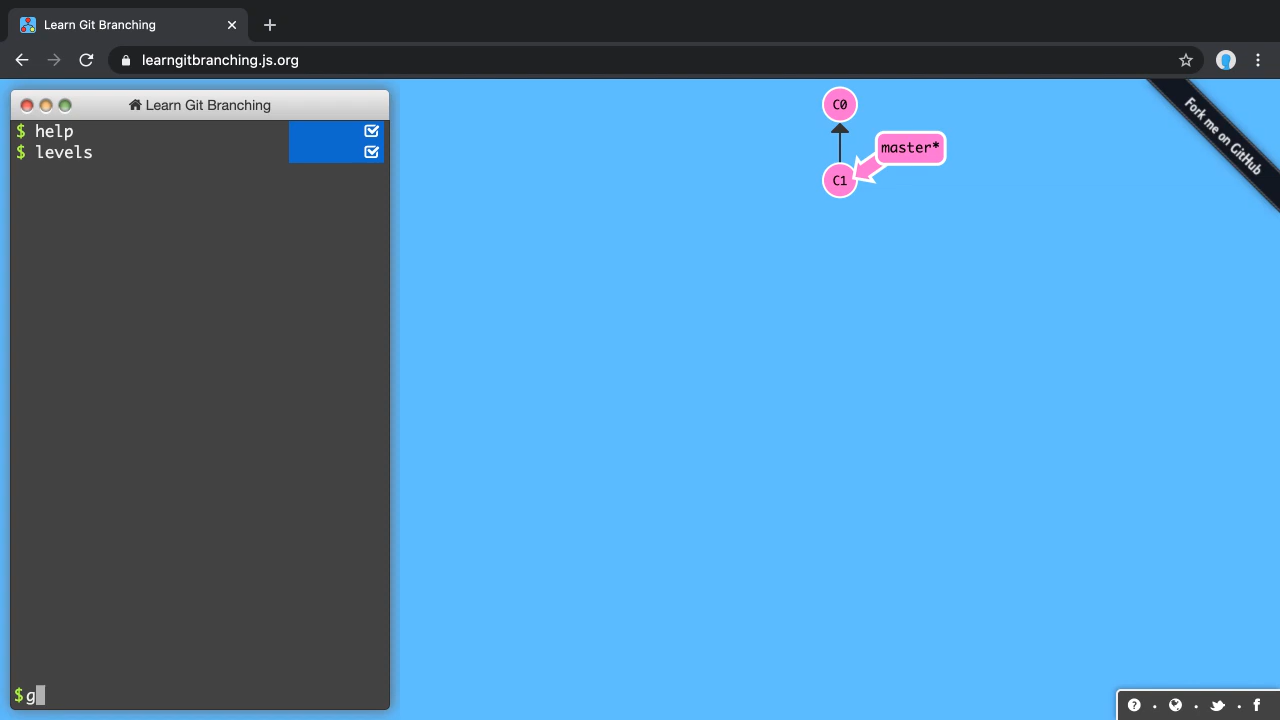 Learn Git Branching
learngitbranching.js.org
Learn Git Branching
$ help
$ levels
$g
C0
master*
C1
Fork me on GitHub